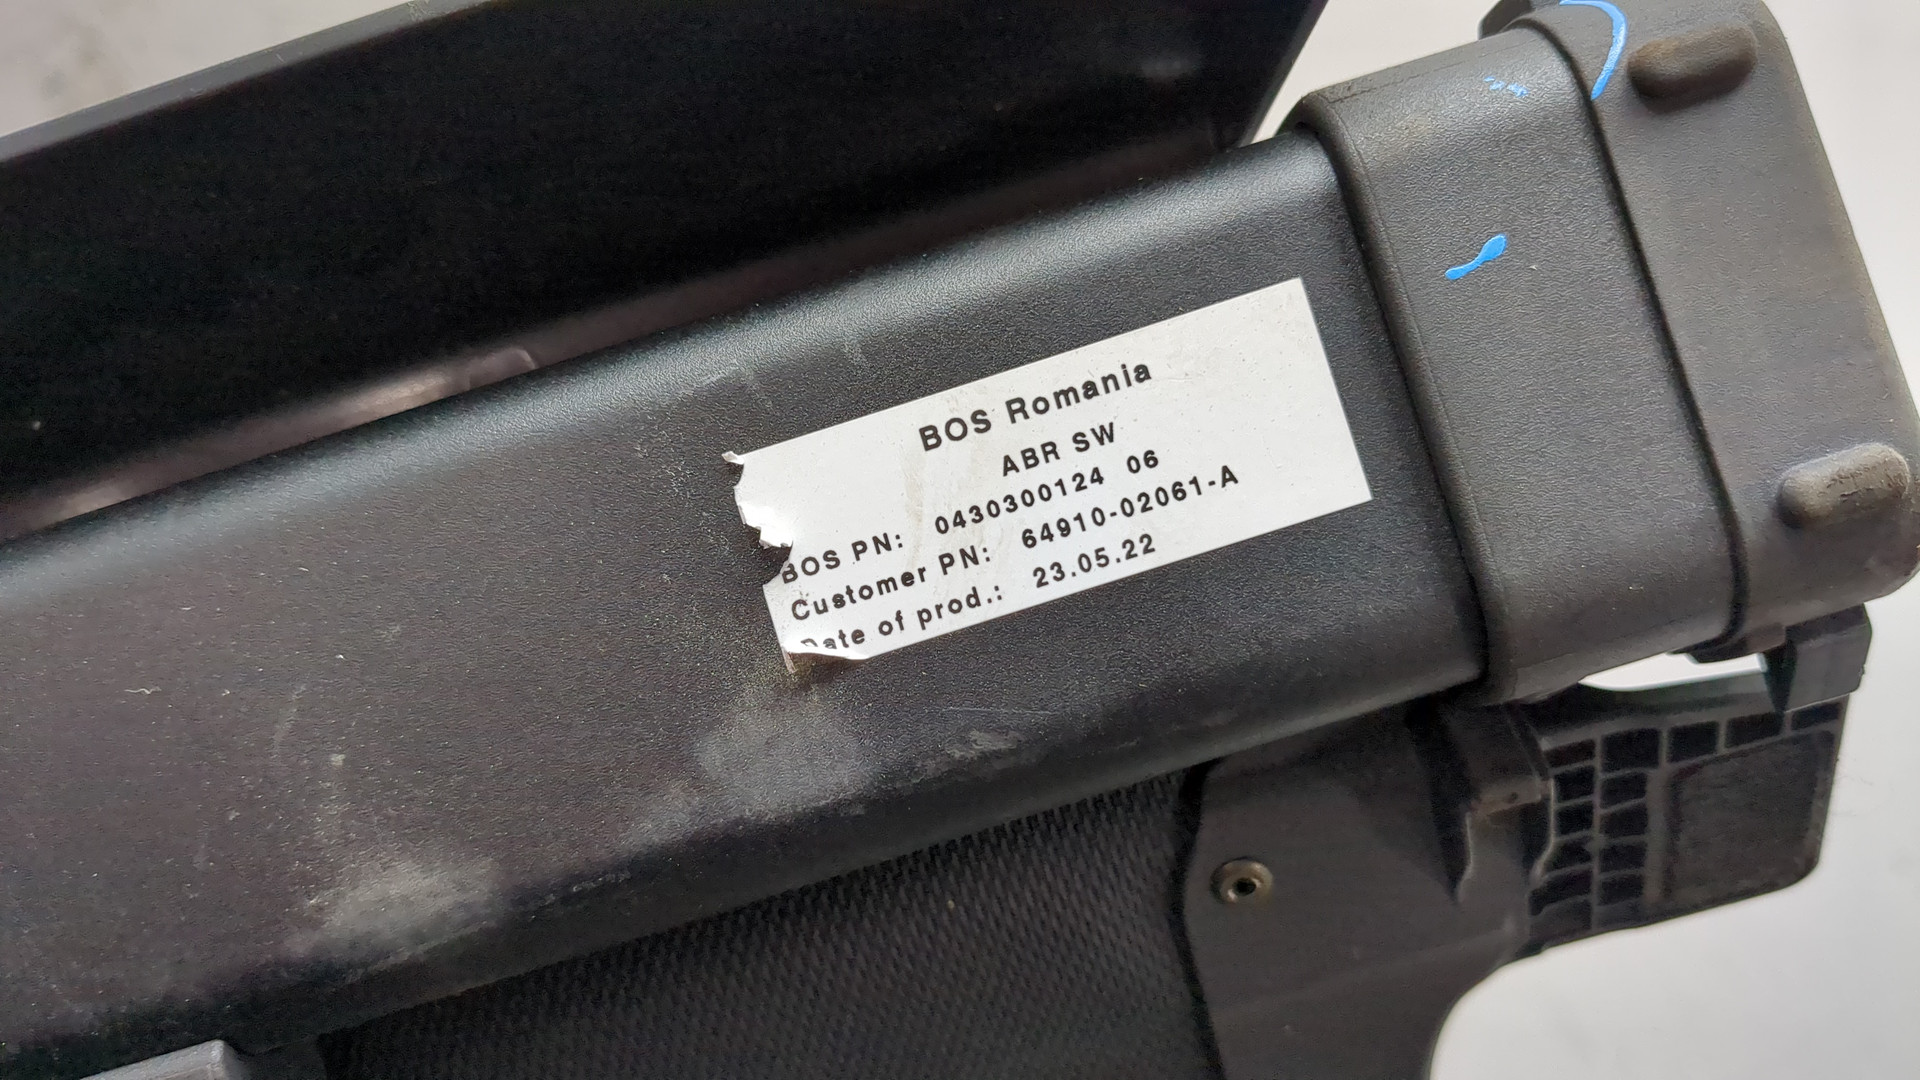 BOS Romania
ABR SW
BOS PN: 0430300124 06
Customer PN: 64910-02061-A
Date of prod.: 23.05.22